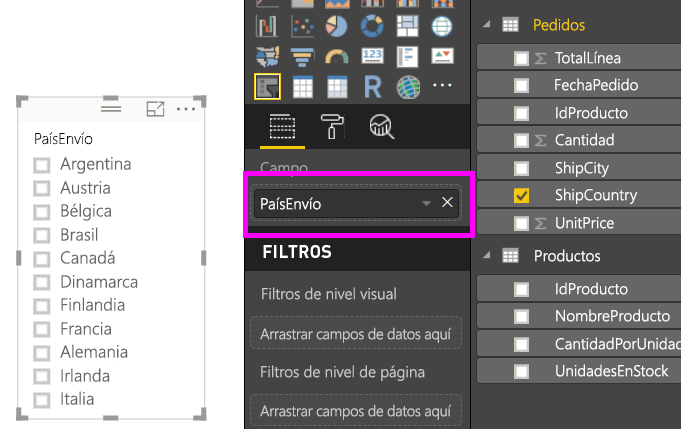 PaísEnvío
Argentina
Austria
Bélgica
Brasil
Canadá
Dinamarca
Finlandia
Francia
Alemania
Irlanda
Italia
123
R
Campo
PaísEnvío
FILTROS
Filtros de nivel visual
Arrastrar campos de datos aquí
Filtros de nivel de página
Arrastrar campos de datos aquí
Pedidos
Σ TotalLínea
FechaPedido
IdProducto
Σ Cantidad
ShipCity
ShipCountry
Σ UnitPrice
Productos
IdProducto
NombreProducto
CantidadPorUnidad
UnidadesEnStock